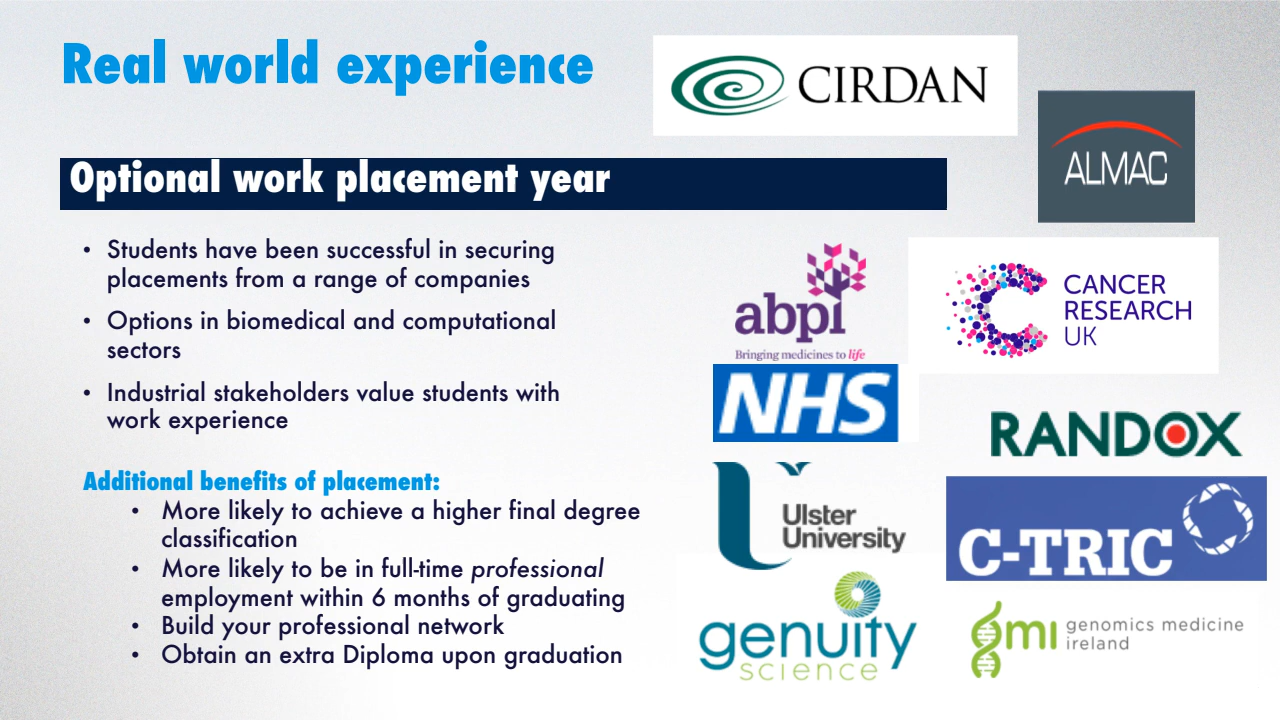 Real world experience
Optional work placement year
• Students have been successful in securing
placements from a range of companies
• Options in biomedical and computational
sectors
• Industrial stakeholders value students with
work experience
Additional benefits of placement:
• More likely to achieve a higher final degree
classification
• More likely to be in full-time professional
employment within 6 months of graduating
• Build your professional network
• Obtain an extra Diploma upon graduation
CIRDAN
ALMAC
abpi
Bringing medicines to life
CANCER
RESEARCH
UK
NHS
RANDOX
Ulster
University
C-TRIC
genuity
science
gmi genomics medicine
ireland